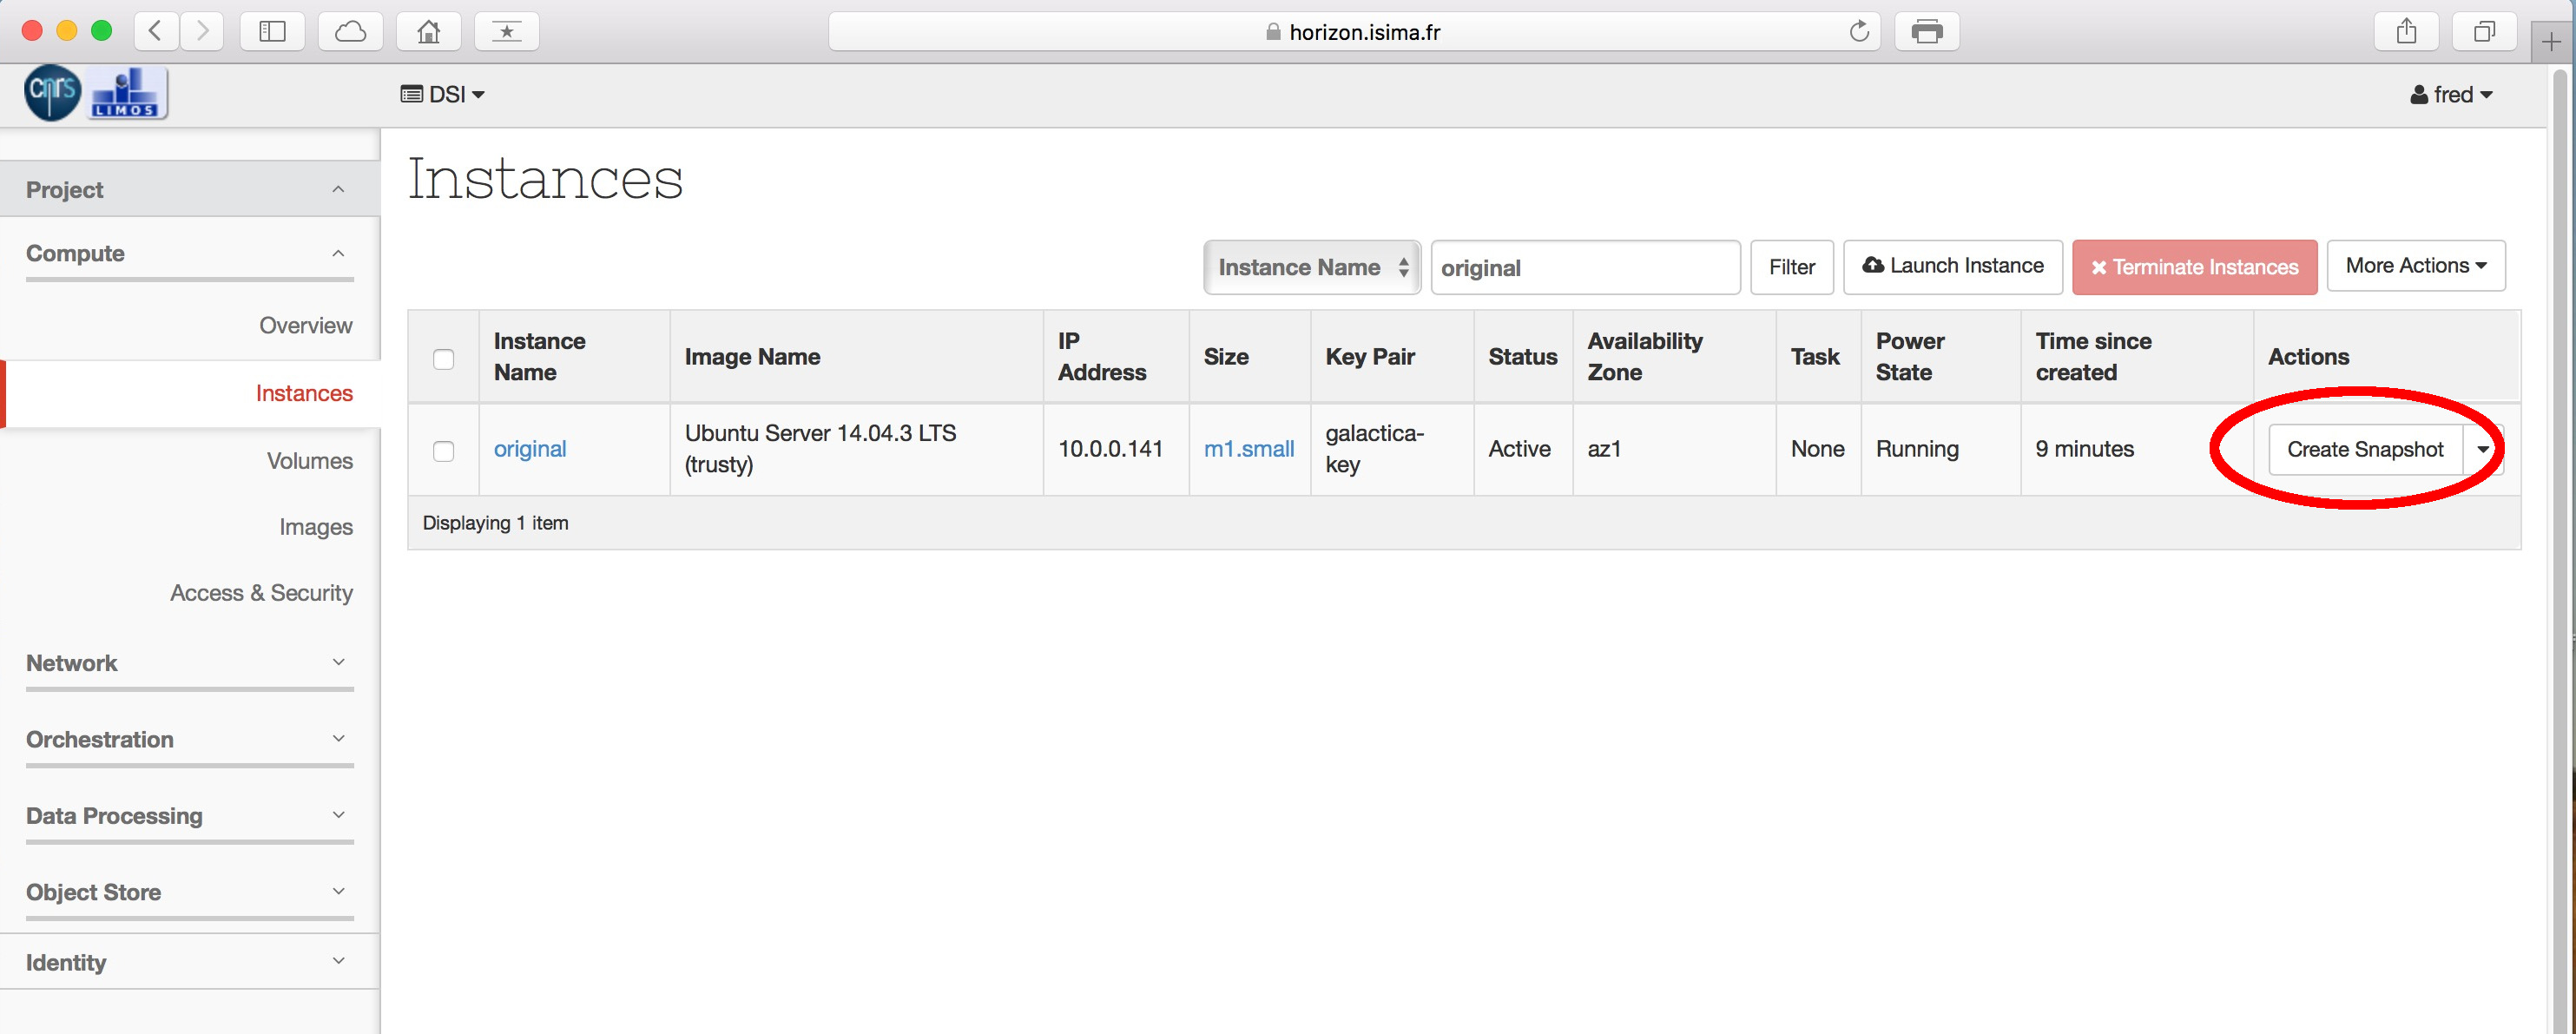 horizon.isima.fr
cnrs
LIMOS
DSI
fred
Project
Compute
Overview
Instances
Volumes
Images
Access & Security
Network
Orchestration
Data Processing
Object Store
Identity
Instances
Instance Name
original
Filter
Launch Instance
Terminate Instances
More Actions
Instance Name
Image Name
IP Address
Size
Key Pair
Status
Availability Zone
Task
Power State
Time since created
Actions
original
Ubuntu Server 14.04.3 LTS
(trusty)
10.0.0.141
m1.small
galactica-
key
Active
az1
None
Running
9 minutes
Create Snapshot
Displaying 1 item